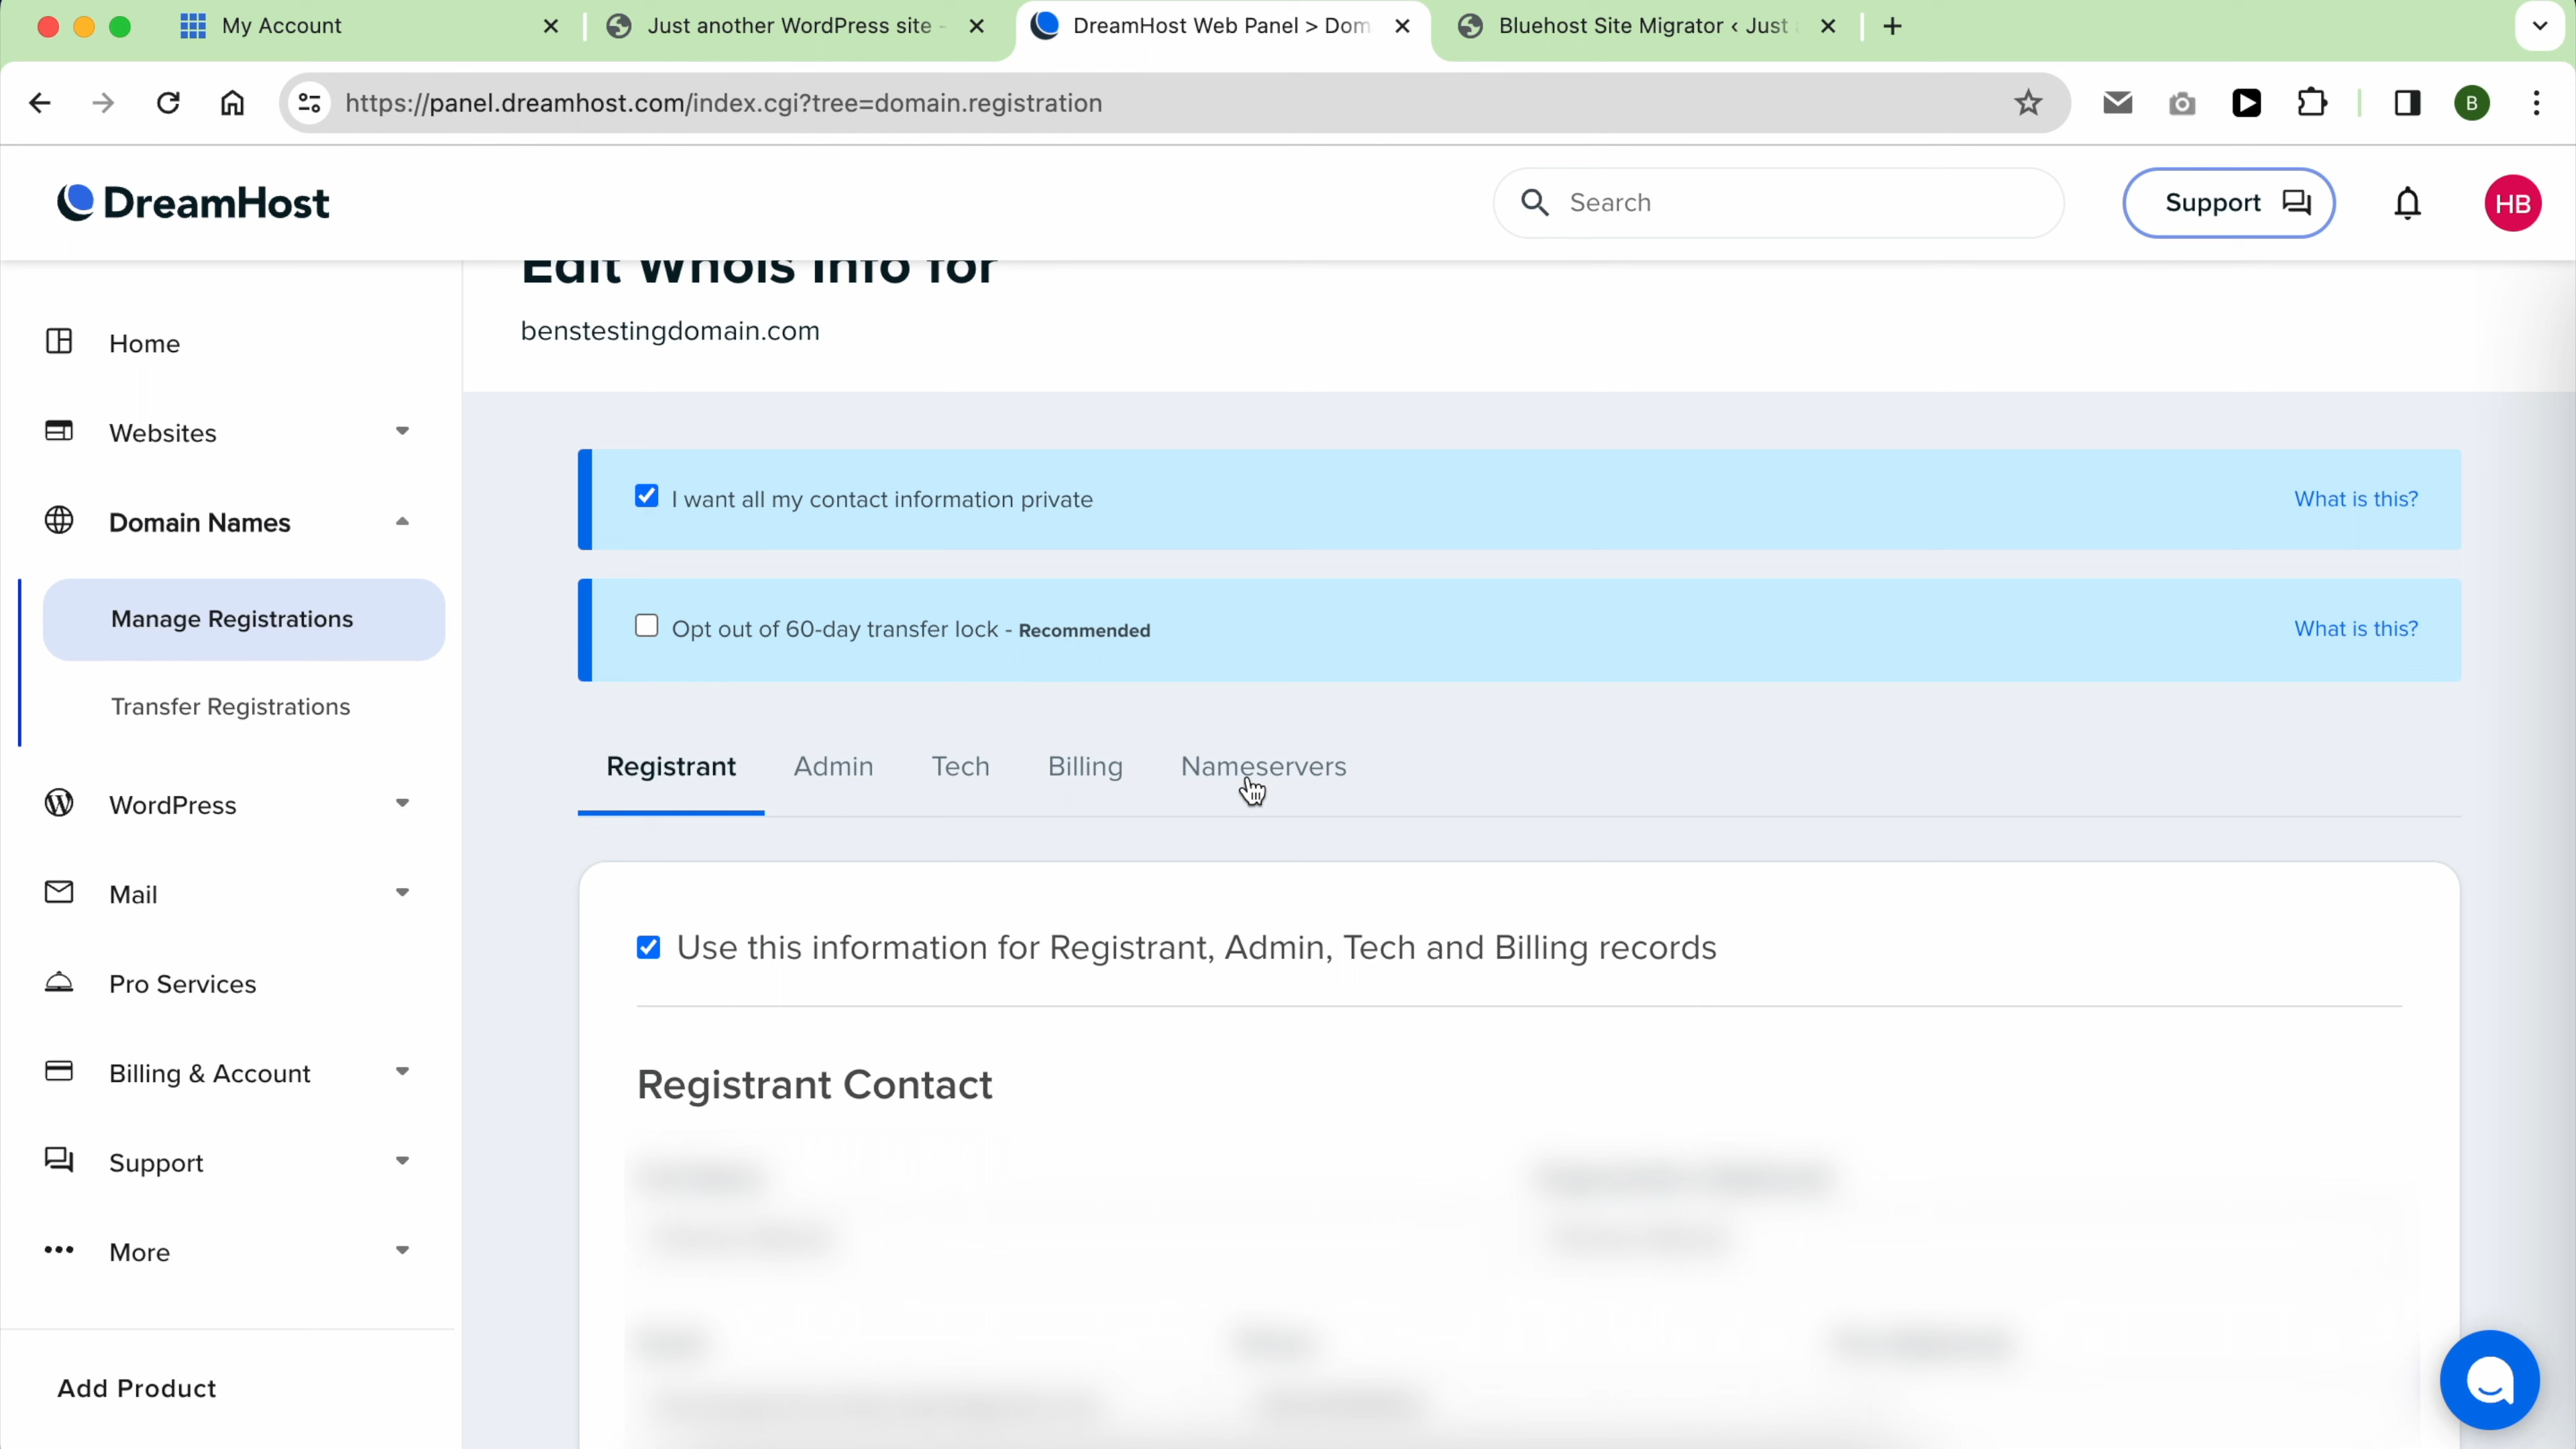 My Account
Just another WordPress site -
DreamHost Web Panel > Dom
Bluehost Site Migrator ‹ Just
https://panel.dreamhost.com/index.cgi?tree=domain.registration
B
DreamHost
Search
Support
HB
Edit Whois Info for
benstestingdomain.com
Home
Websites
Domain Names
Manage Registrations
Transfer Registrations
WordPress
Mail
Pro Services
Billing & Account
Support
More
Add Product
I want all my contact information private
What is this?
Opt out of 60-day transfer lock - Recommended
What is this?
Registrant Admin Tech Billing Nameservers
Use this information for Registrant, Admin, Tech and Billing records
Registrant Contact